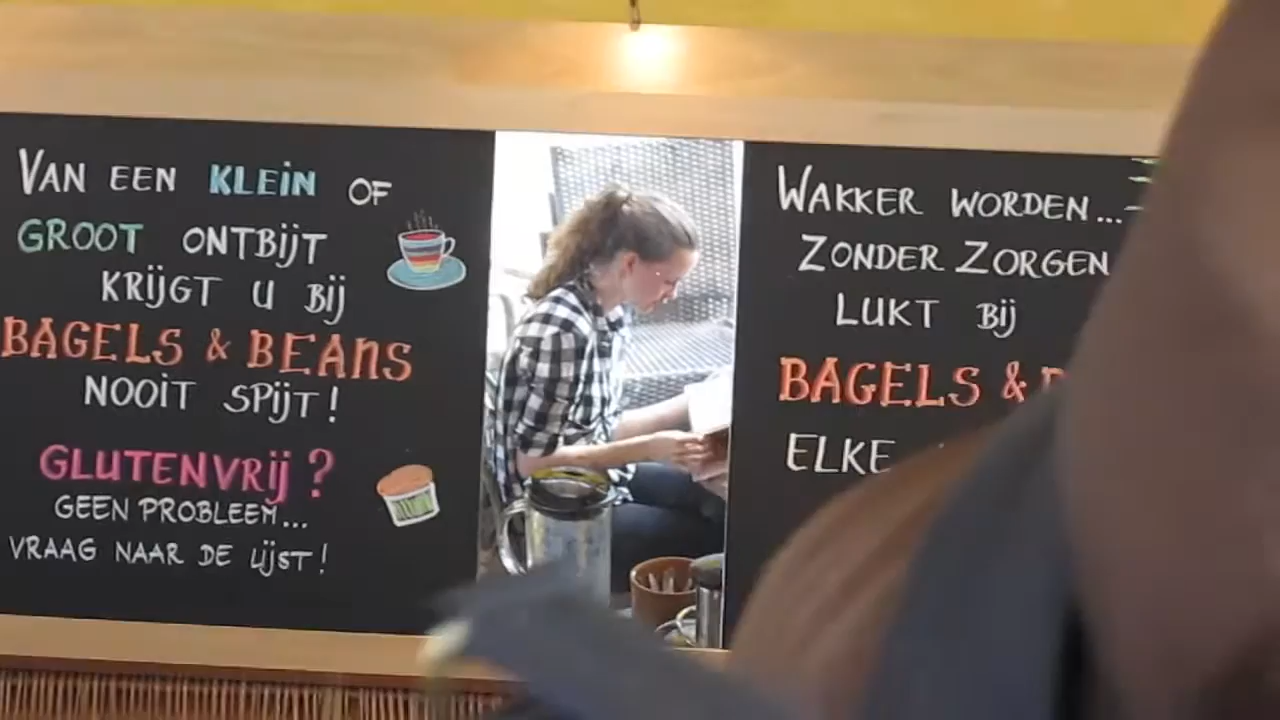 VAN EEN KLEIN OF
GROOT ONTBIJT
KRIJGT U BIJ
BAGELS & BEANS
NOOIT SPIJT!
GLUTENVRIJ?
GEEN PROBLEEM...
VRAAG NAAR DE LIJST!
WAKKER WORDEN...
ZONDER ZORGEN
LUKT BIJ
BAGELS &
ELKE